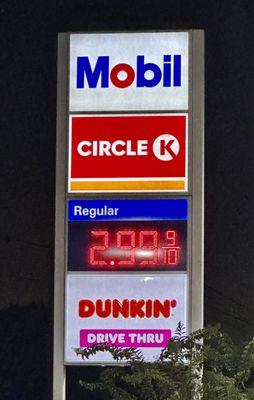 Mobil
CIRCLE K
Regular
2.99 9/10
DUNKIN'
DRIVE THRU